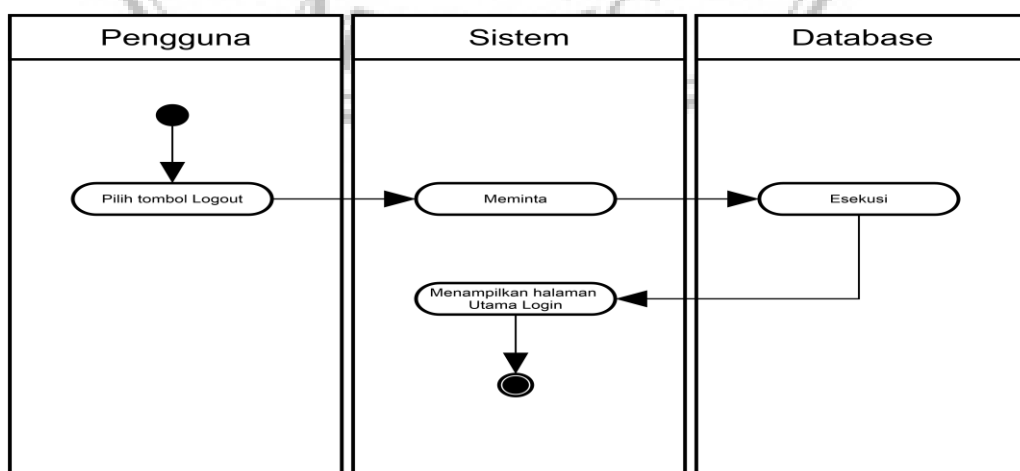 Pengguna
Sistem
Database
Pilih tombol Logout
Meminta
Esekusi
Menampilkan halaman
Utama Login